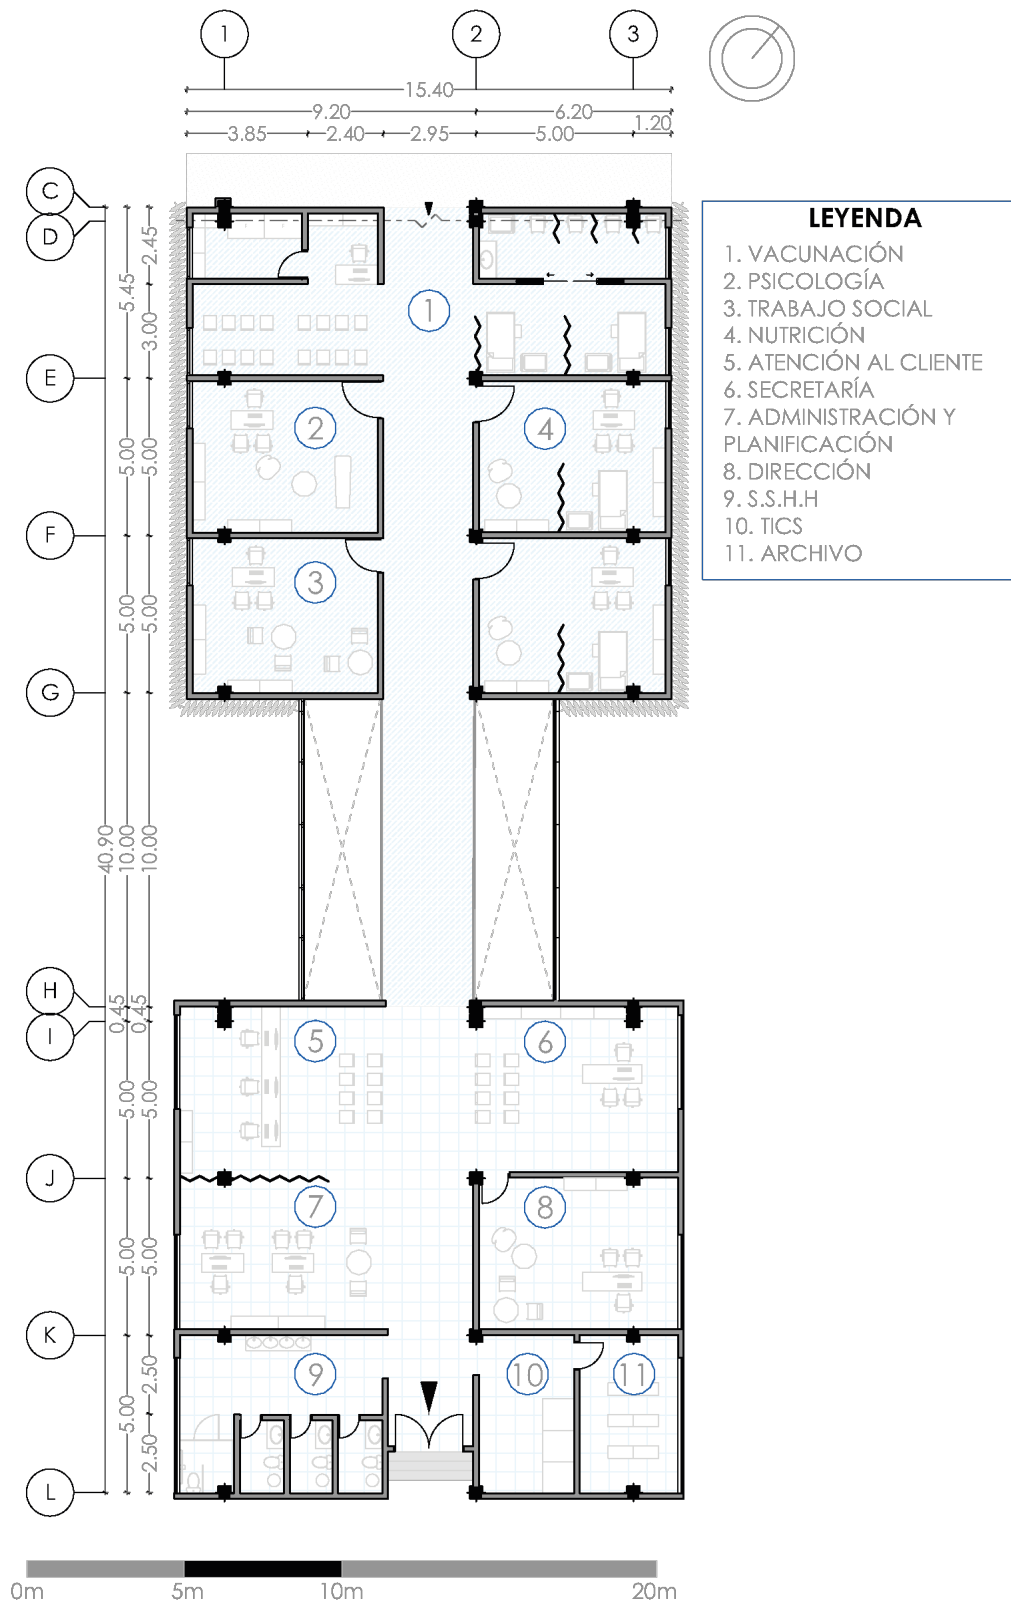 1
2
3
15.40
9.20
6.20
3.85
2.40
2.95
5.00
1.20
C
D
E
F
G
H
I
J
K
L
2.45
5.45
3.00
5.00
5.00
5.00
5.00
40.90
10.00
10.00
0.45
0.45
5.00
5.00
5.00
5.00
2.50
5.00
2.50
1
2
4
3
5
6
7
8
9
10
11
LEYENDA
1. VACUNACIÓN
2. PSICOLOGÍA
3. TRABAJO SOCIAL
4. NUTRICIÓN
5. ATENCIÓN AL CLIENTE
6. SECRETARÍA
7. ADMINISTRACIÓN Y
PLANIFICACIÓN
8. DIRECCIÓN
9. S.S.H.H
10. TICS
11. ARCHIVO
0m
5m
10m
20m